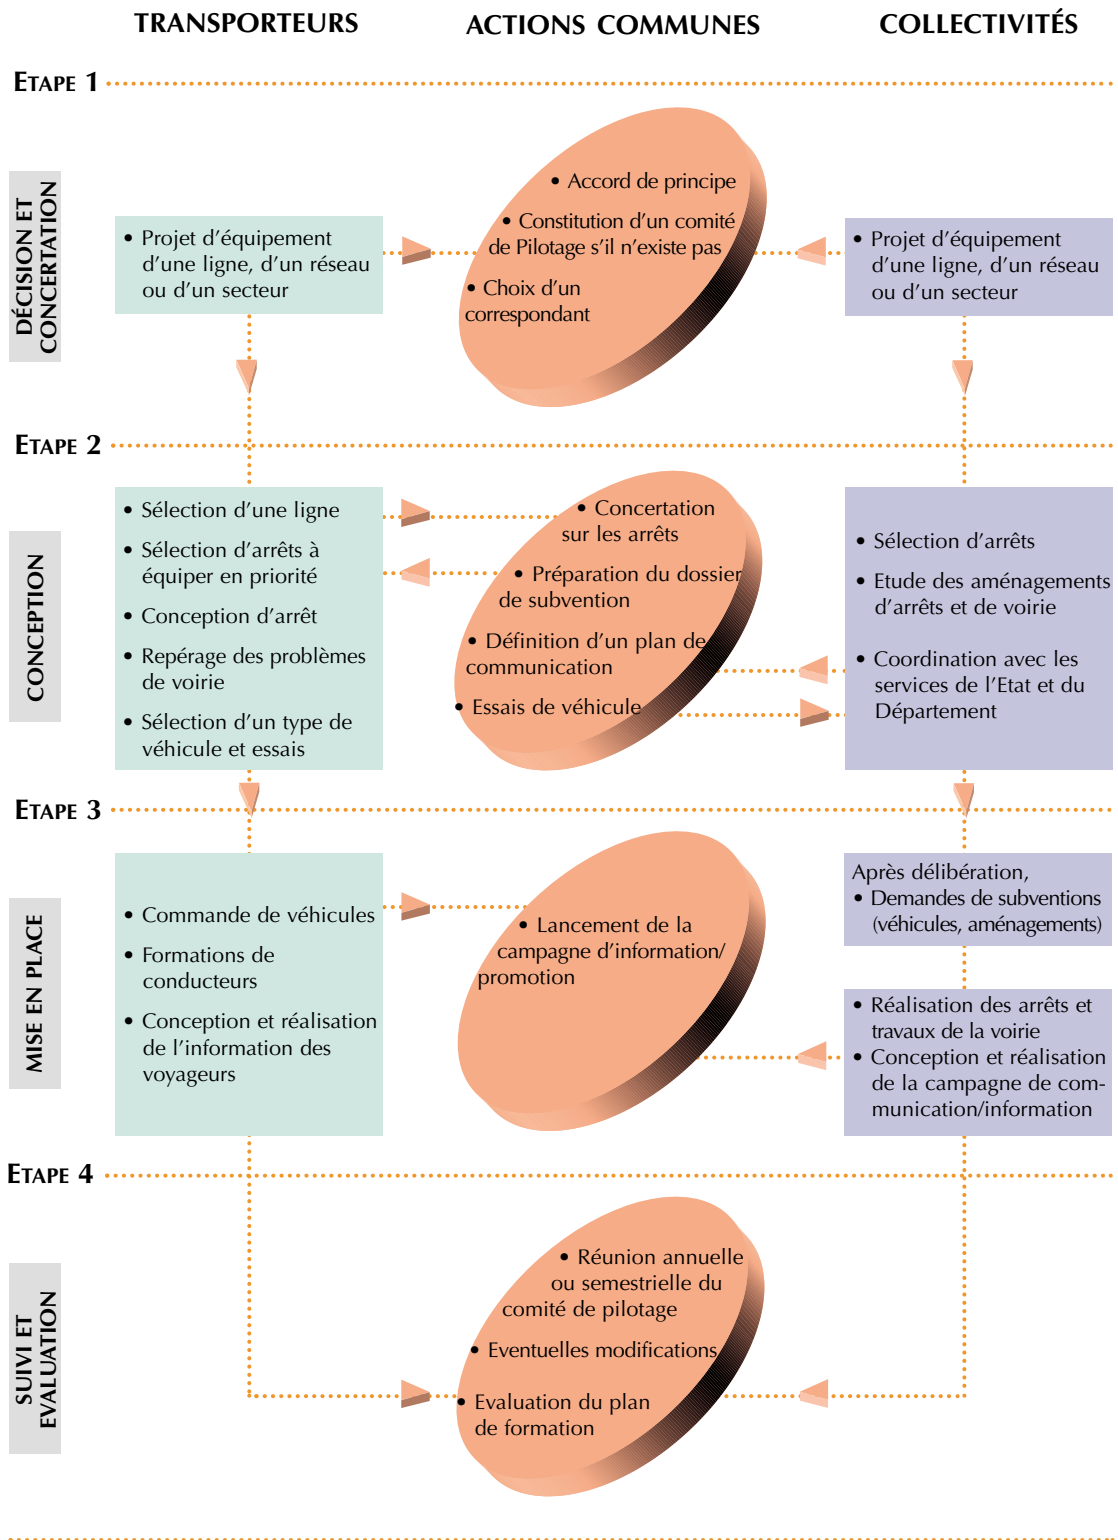 TRANSPORTEURS
ACTIONS COMMUNES
COLLECTIVITÉS
ETAPE 1
DÉCISION ET
CONCERTATION
• Projet d'équipement
d'une ligne, d'un réseau
ou d'un secteur
• Accord de principe
• Constitution d'un comité
de Pilotage s'il n'existe pas
• Choix d'un
correspondant
• Projet d'équipement
d'une ligne, d'un réseau
ou d'un secteur
ETAPE 2
CONCEPTION
• Sélection d'une ligne
• Sélection d'arrêts à
équiper en priorité
• Conception d'arrêt
• Repérage des problèmes
de voirie
• Sélection d'un type de
véhicule et essais
• Concertation
sur les arrêts
• Préparation du dossier
de subvention
• Définition d'un plan de
communication
• Essais de véhicule
• Sélection d'arrêts
• Etude des aménagements
d'arrêts et de voirie
• Coordination avec les
services de l'Etat et du
Département
ETAPE 3
MISE EN PLACE
• Commande de véhicules
• Formations de
conducteurs
• Conception et réalisation
de l'information des
voyageurs
• Lancement de la
campagne d'information/
promotion
Après délibération,
• Demandes de subventions
(véhicules, aménagements)
• Réalisation des arrêts et
travaux de la voirie
• Conception et réalisation
de la campagne de com-
munication/information
ETAPE 4
SUIVI ET
EVALUATION
• Réunion annuelle
ou semestrielle du
comité de pilotage
• Eventuelles modifications
• Evaluation du plan
de formation